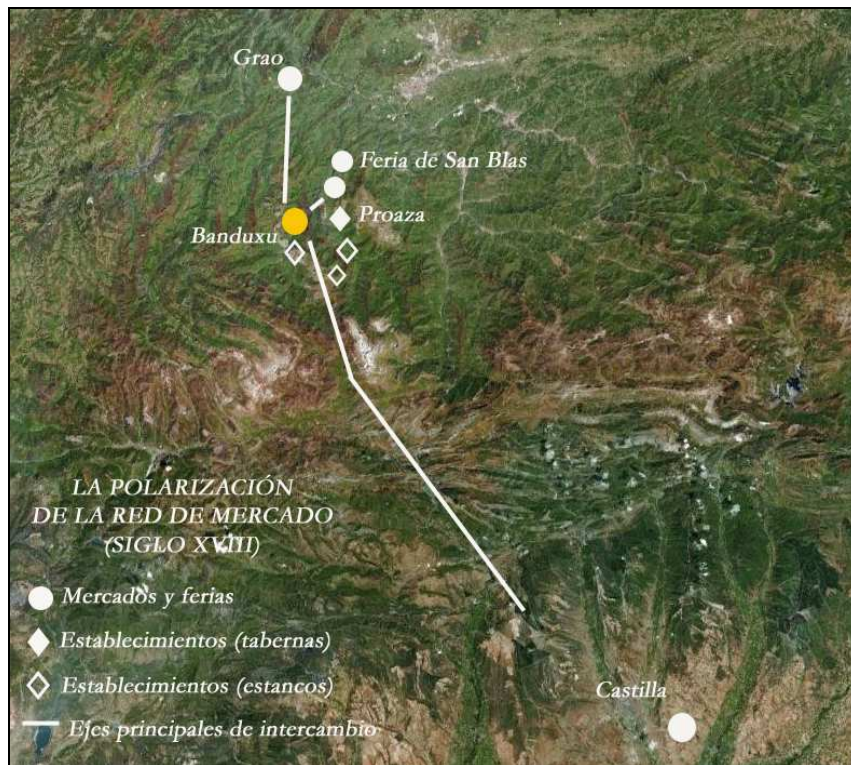 Grao
Feria de San Blas
Proaza
Banduxu
LA POLARIZACIÓN
DE LA RED DE MERCADO
(SIGLO XVIII)
Mercados y ferias
Establecimientos (tabernas)
Establecimientos (estancos)
Ejes principales de intercambio
Castilla